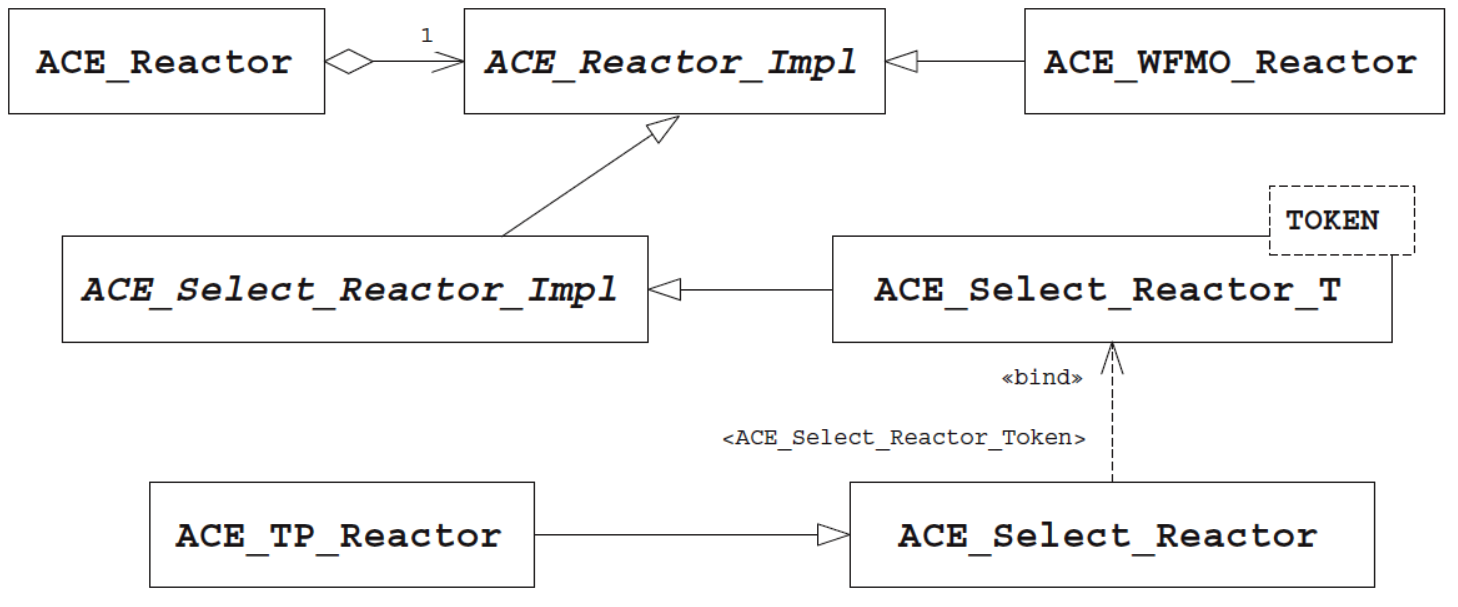 ACE_Reactor
1
ACE_Reactor_Impl
ACE_WFMO_Reactor
TOKEN
ACE_Select_Reactor_Impl
ACE_Select_Reactor_T
«bind»
<ACE_Select_Reactor_Token>
ACE_TP_Reactor
ACE_Select_Reactor